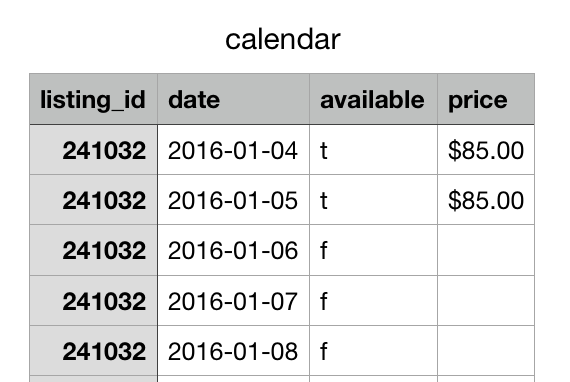 calendar
listing_id date available price
241032 2016-01-04 t $85.00
241032 2016-01-05 t $85.00
241032 2016-01-06 f
241032 2016-01-07 f
241032 2016-01-08 f